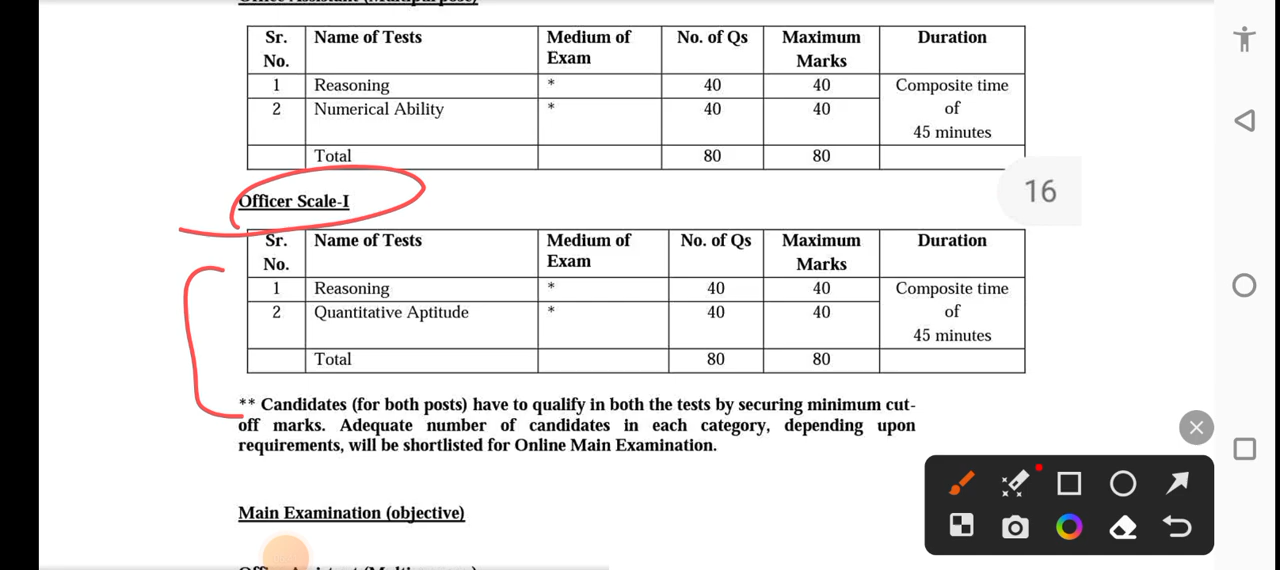 Office Assistant (Multipurpose)
Sr. No. Name of Tests Medium of Exam No. of Qs Maximum Marks Duration
1 Reasoning * 40 40 Composite time of 45 minutes
2 Numerical Ability * 40 40
Total 80 80
Officer Scale-I
16
Sr. No. Name of Tests Medium of Exam No. of Qs Maximum Marks Duration
1 Reasoning * 40 40 Composite time of 45 minutes
2 Quantitative Aptitude * 40 40
Total 80 80
** Candidates (for both posts) have to qualify in both the tests by securing minimum cut-
off marks. Adequate number of candidates in each category, depending upon
requirements, will be shortlisted for Online Main Examination.
Main Examination (objective)